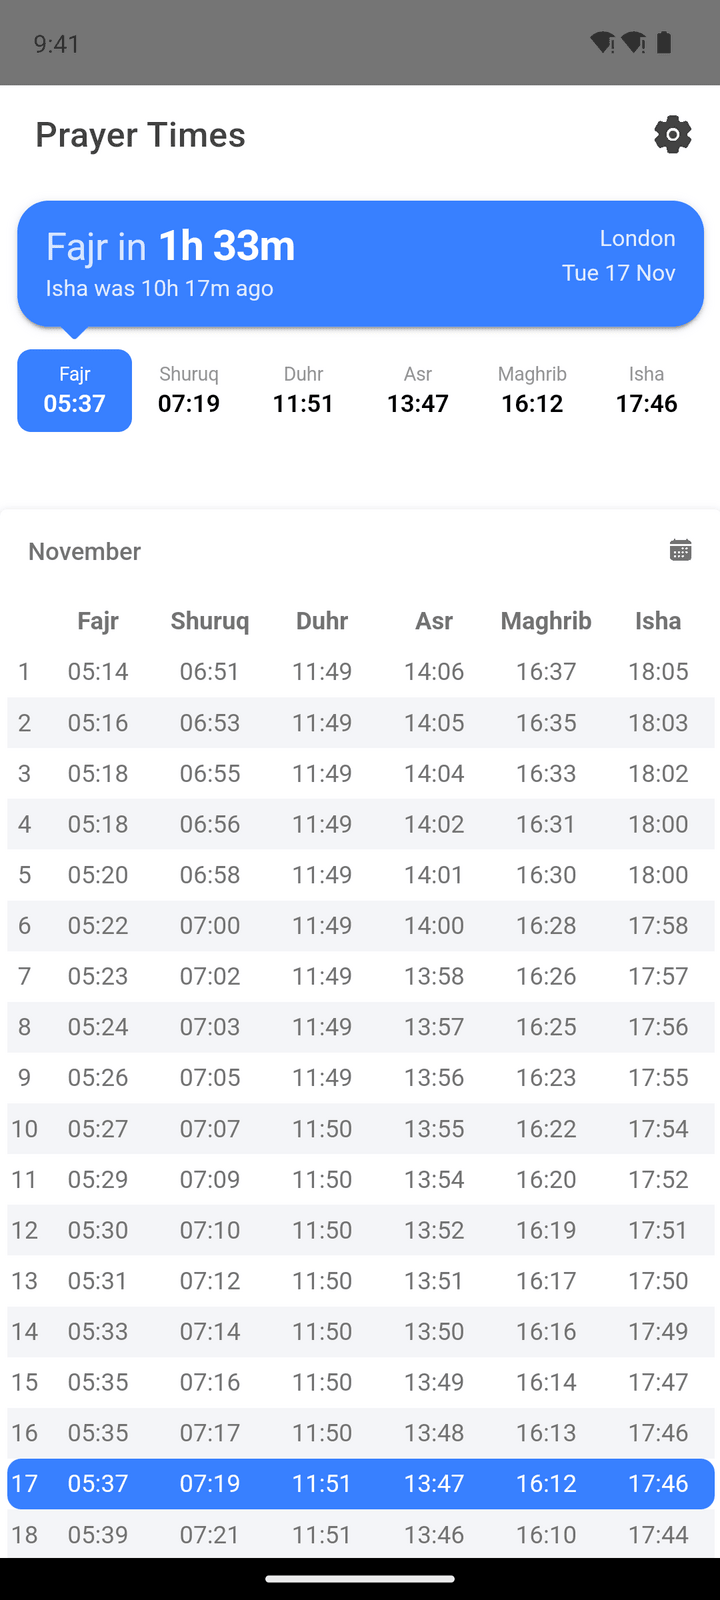 9:41
Prayer Times
Fajr in 1h 33m
Isha was 10h 17m ago
London
Tue 17 Nov
Fajr Shuruq Duhr Asr Maghrib Isha
05:37 07:19 11:51 13:47 16:12 17:46
November
Fajr Shuruq Duhr Asr Maghrib Isha
1 05:14 06:51 11:49 14:06 16:37 18:05
2 05:16 06:53 11:49 14:05 16:35 18:03
3 05:18 06:55 11:49 14:04 16:33 18:02
4 05:18 06:56 11:49 14:02 16:31 18:00
5 05:20 06:58 11:49 14:01 16:30 18:00
6 05:22 07:00 11:49 14:00 16:28 17:58
7 05:23 07:02 11:49 13:58 16:26 17:57
8 05:24 07:03 11:49 13:57 16:25 17:56
9 05:26 07:05 11:49 13:56 16:23 17:55
10 05:27 07:07 11:50 13:55 16:22 17:54
11 05:29 07:09 11:50 13:54 16:20 17:52
12 05:30 07:10 11:50 13:52 16:19 17:51
13 05:31 07:12 11:50 13:51 16:17 17:50
14 05:33 07:14 11:50 13:50 16:16 17:49
15 05:35 07:16 11:50 13:49 16:14 17:47
16 05:35 07:17 11:50 13:48 16:13 17:46
17 05:37 07:19 11:51 13:47 16:12 17:46
18 05:39 07:21 11:51 13:46 16:10 17:44